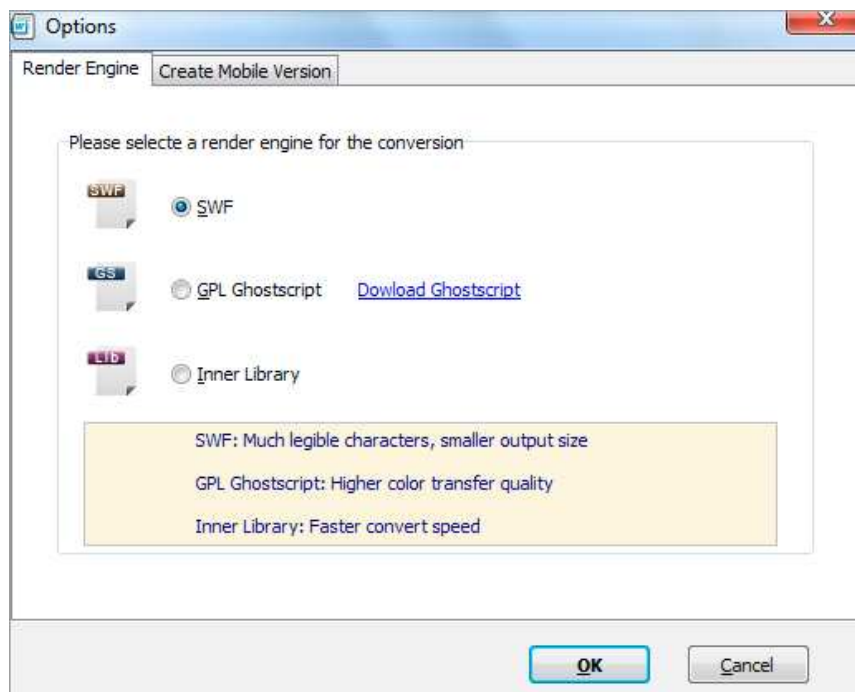 Options
Render Engine Create Mobile Version
Please selecte a render engine for the conversion
SWF
SWF
GS
GPL Ghostscript Dowload Ghostscript
Lib
Inner Library
SWF: Much legible characters, smaller output size
GPL Ghostscript: Higher color transfer quality
Inner Library: Faster convert speed
OK Cancel